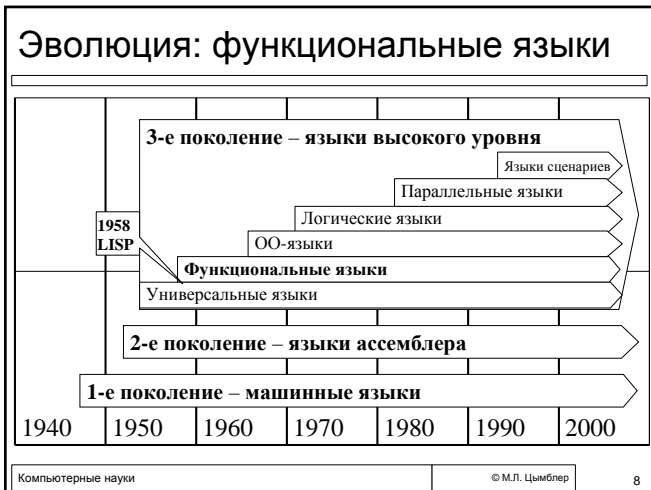 Эволюция: функциональные языки
3-е поколение – языки высокого уровня
Языки сценариев
Параллельные языки
Логические языки
1958
LISP
ОО-языки
Функциональные языки
Универсальные языки
2-е поколение – языки ассемблера
1-е поколение – машинные языки
1940 1950 1960 1970 1980 1990 2000
Компьютерные науки © М.Л. Цымблер 8